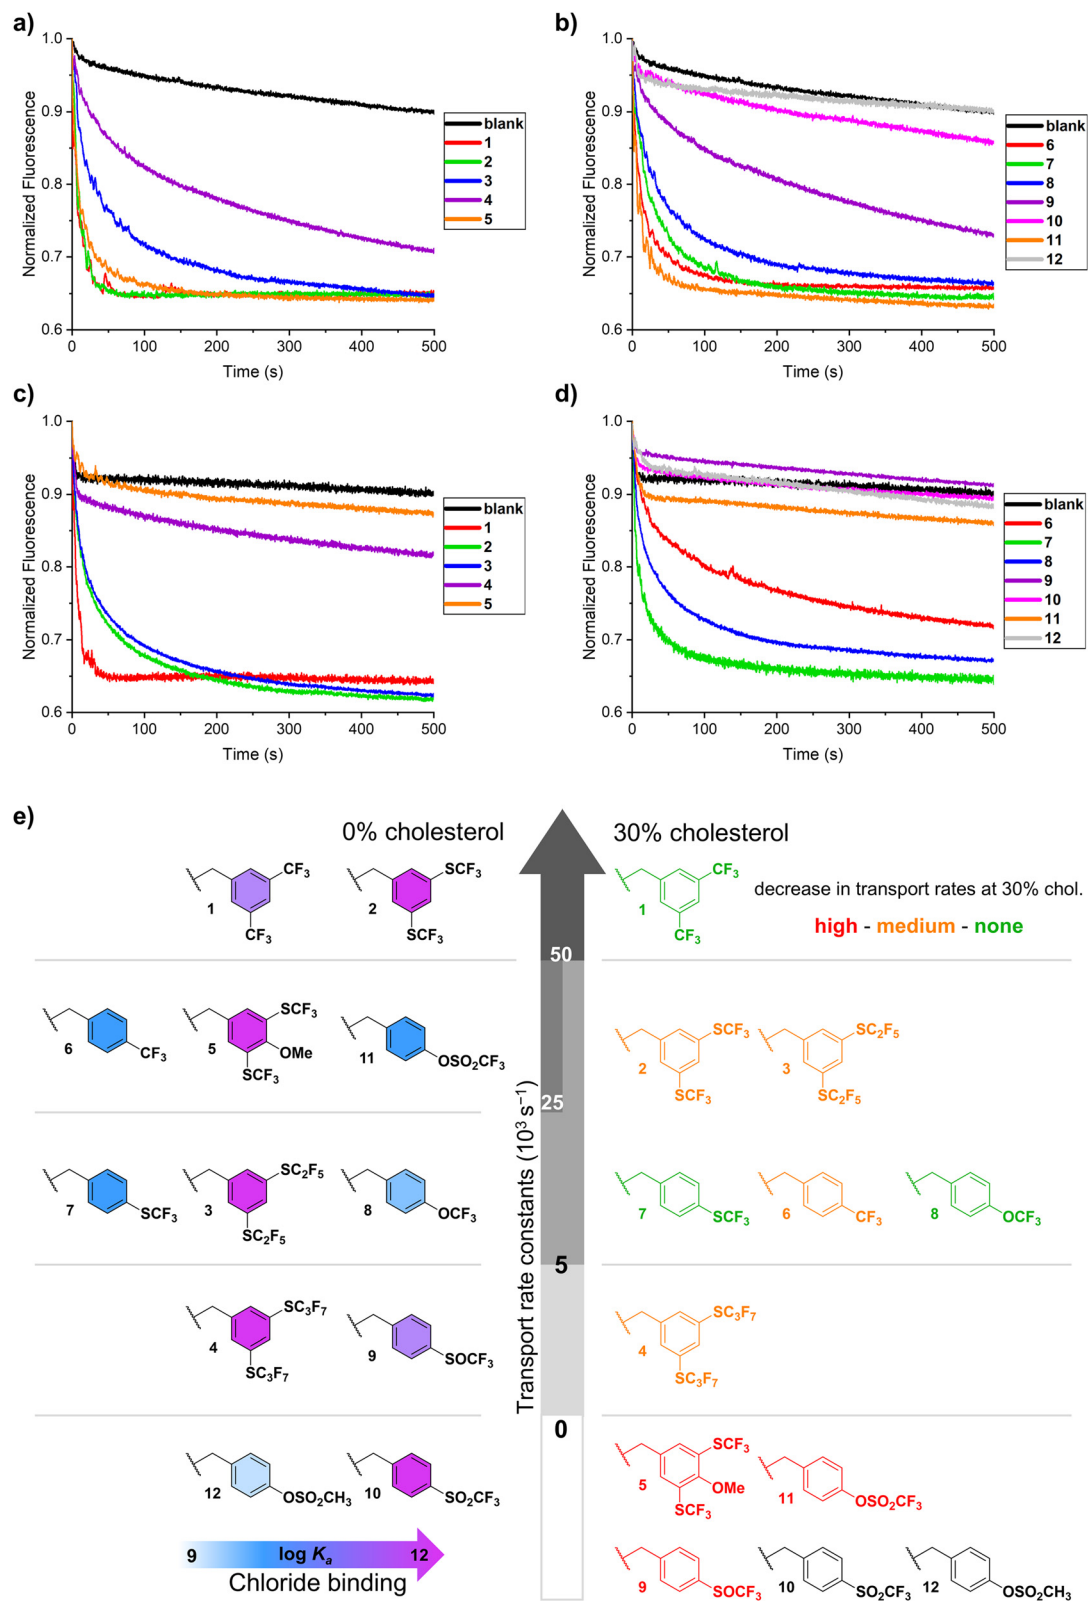 a)
1.0
0.9
0.8
0.7
0.6
Normalized Fluorescence
0 100 200 300 400 500
Time (s)
blank
1
2
3
4
5
b)
1.0
0.9
0.8
0.7
0.6
Normalized Fluorescence
0 100 200 300 400 500
Time (s)
blank
6
7
8
9
10
11
12
c)
1.0
0.9
0.8
0.7
0.6
Normalized Fluorescence
0 100 200 300 400 500
Time (s)
blank
1
2
3
4
5
d)
1.0
0.9
0.8
0.7
0.6
Normalized Fluorescence
0 100 200 300 400 500
Time (s)
blank
6
7
8
9
10
11
12
e)
0% cholesterol
CF₃
1
CF₃
SCF₃
2
SCF₃
6
CF₃
SCF₃
5
OMe
SCF₃
11
OSO₂CF₃
7
SCF₃
SC₂F₅
3
SC₂F₅
8
OCF₃
SC₃F₇
4
SC₃F₇
9
SOCF₃
12
OSO₂CH₃
10
SO₂CF₃
9 log Kₐ 12
Chloride binding
Transport rate constants (10³ s⁻¹)
50
25
5
0
30% cholesterol
CF₃
1
CF₃
decrease in transport rates at 30% chol.
high - medium - none
SCF₃
2
SCF₃
SC₂F₅
3
SC₂F₅
7
SCF₃
6
CF₃
8
OCF₃
SC₃F₇
4
SC₃F₇
SCF₃
5
OMe
SCF₃
11
OSO₂CF₃
9
SOCF₃
10
SO₂CF₃
12
OSO₂CH₃